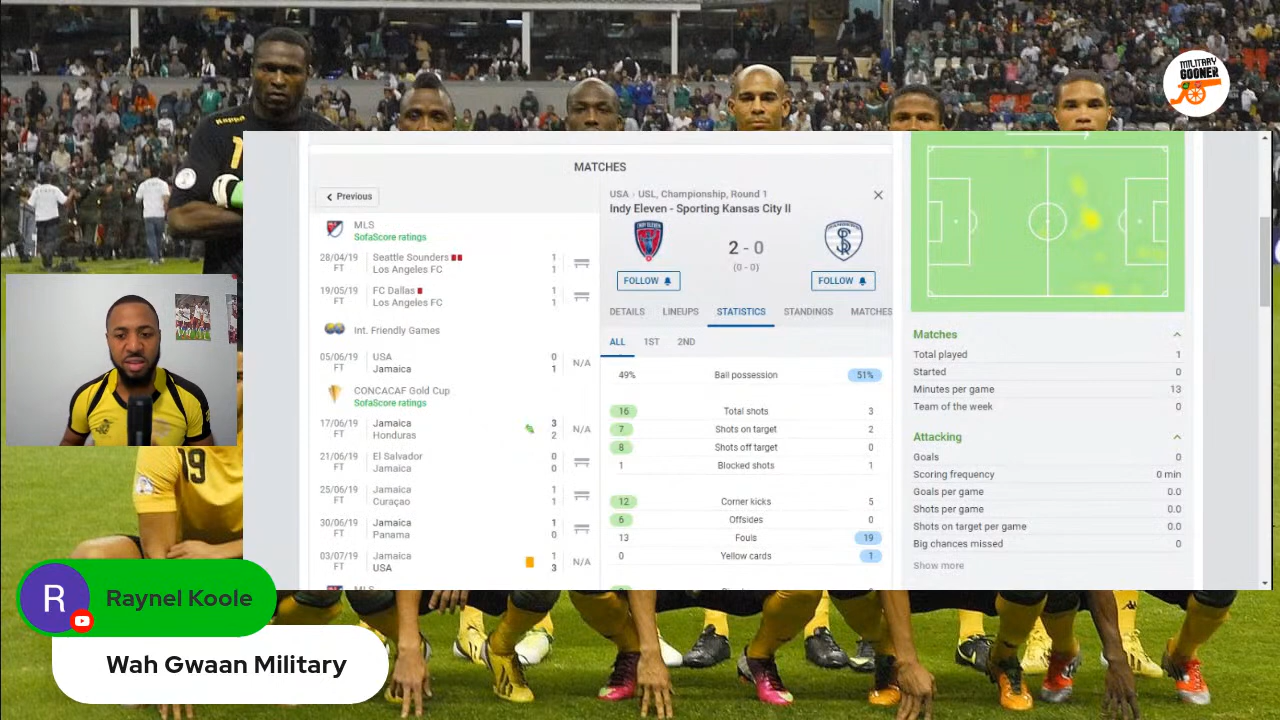 MILITARY
GOONER
Kappa
MATCHES
Previous
MLS
SofaScore ratings
28/04/19 Seattle Sounders 1
FT Los Angeles FC 1
19/05/19 FC Dallas 1
FT Los Angeles FC 1
Int. Friendly Games
05/06/19 USA 0
FT Jamaica 1
N/A
CONCACAF Gold Cup
SofaScore ratings
17/06/19 Jamaica 3
FT Honduras 2
N/A
21/06/19 El Salvador 0
FT Jamaica 0
25/06/19 Jamaica 1
FT Curaçao 1
30/06/19 Jamaica 1
FT Panama 0
03/07/19 Jamaica 1
FT USA 3
N/A
USA USL, Championship, Round 1
Indy Eleven - Sporting Kansas City II
2 - 0
(0 - 0)
FOLLOW FOLLOW
DETAILS LINEUPS STATISTICS STANDINGS MATCHES
ALL 1ST 2ND
49% Ball possession 51%
16 Total shots 3
7 Shots on target 2
8 Shots off target 0
1 Blocked shots 1
12 Corner kicks 5
6 Offsides 0
13 Fouls 19
0 Yellow cards 1
Matches
Total played 1
Started 0
Minutes per game 13
Team of the week 0
Attacking
Goals 0
Scoring frequency 0 min
Goals per game 0.0
Shots per game 0.0
Shots on target per game 0.0
Big chances missed 0
Show more
19
R
Raynel Koole
Wah Gwaan Military